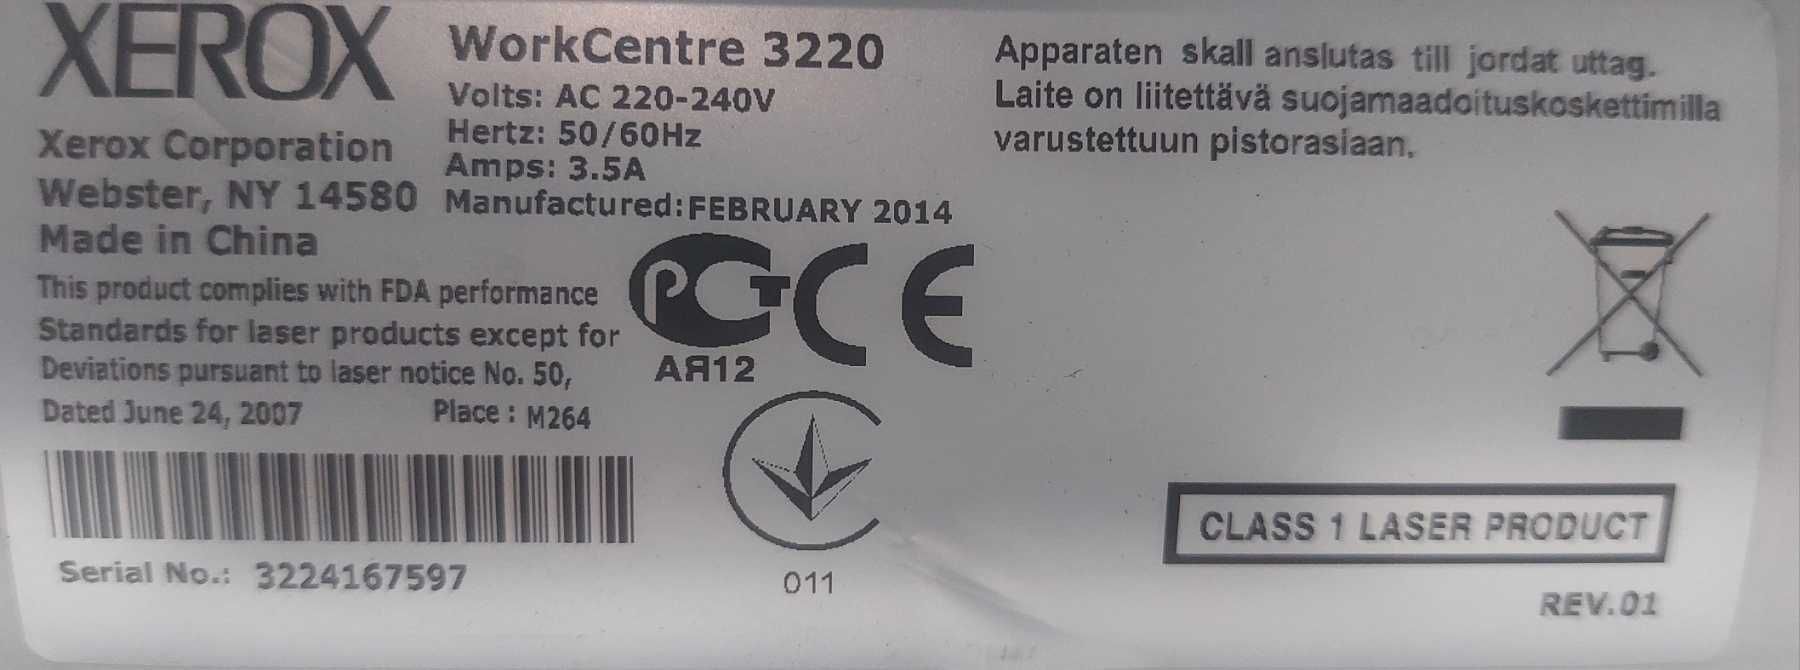 XEROX
Xerox Corporation
Webster, NY 14580
Made in China
This product complies with FDA performance
Standards for laser products except for
Deviations pursuant to laser notice No. 50,
Dated June 24, 2007 Place : M264
Serial No.: 3224167597
WorkCentre 3220
Volts: AC 220-240V
Hertz: 50/60Hz
Amps: 3.5A
Manufactured:FEBRUARY 2014
РСТ CE
АЯ12
011
Apparaten skall anslutas till jordat uttag.
Laite on liitettävä suojamaadoituskoskettimilla
varustettuun pistorasiaan.
CLASS 1 LASER PRODUCT
REV.01